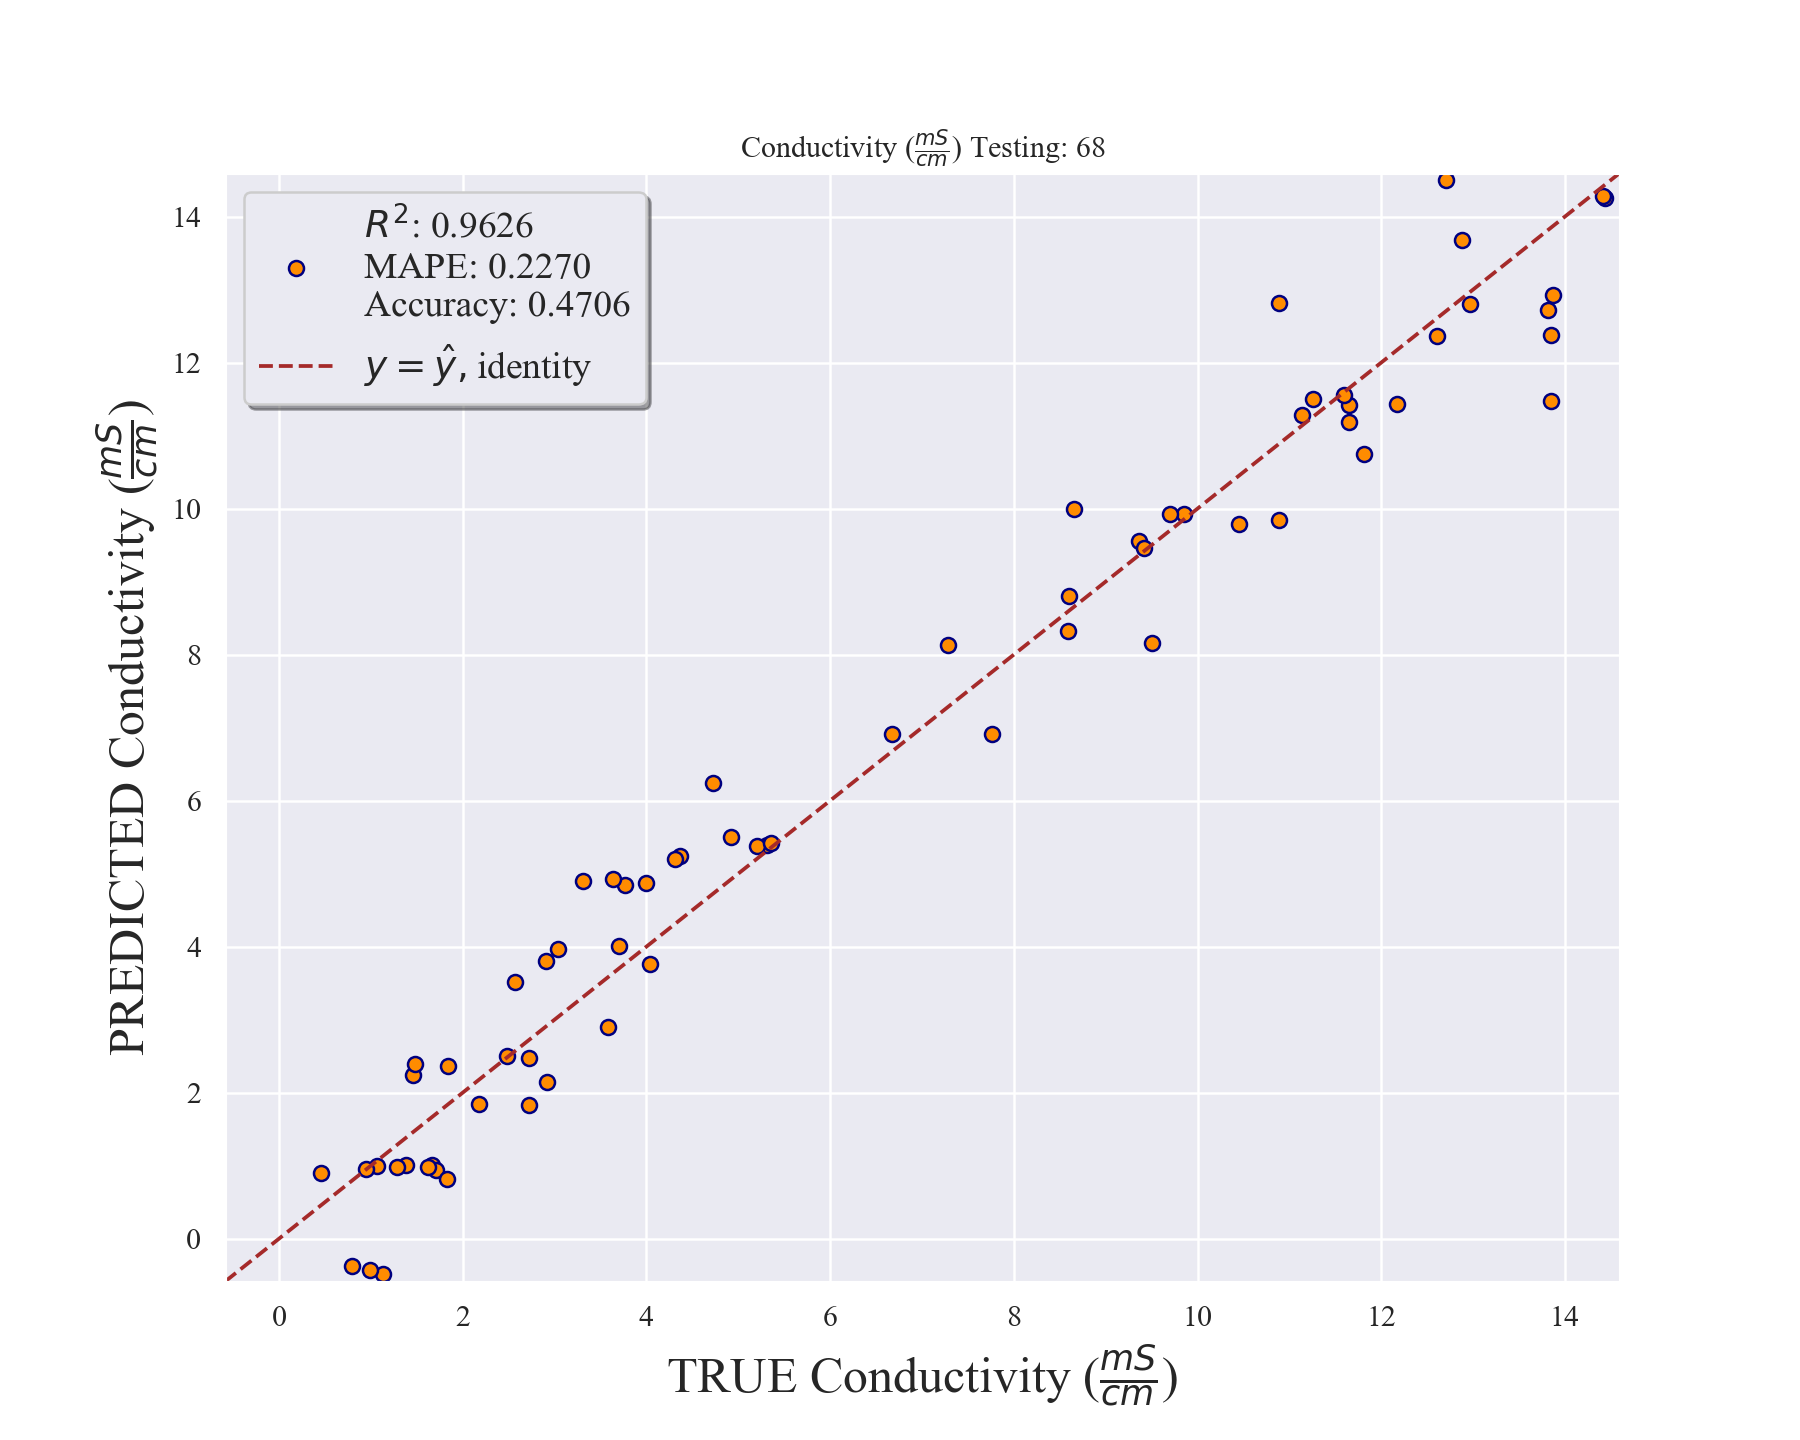 Conductivity (mS/cm) Testing: 68
R²: 0.9626
MAPE: 0.2270
Accuracy: 0.4706
y = ŷ, identity
PREDICTED Conductivity (mS/cm)
14
12
10
8
6
4
2
0
0 2 4 6 8 10 12 14
TRUE Conductivity (mS/cm)